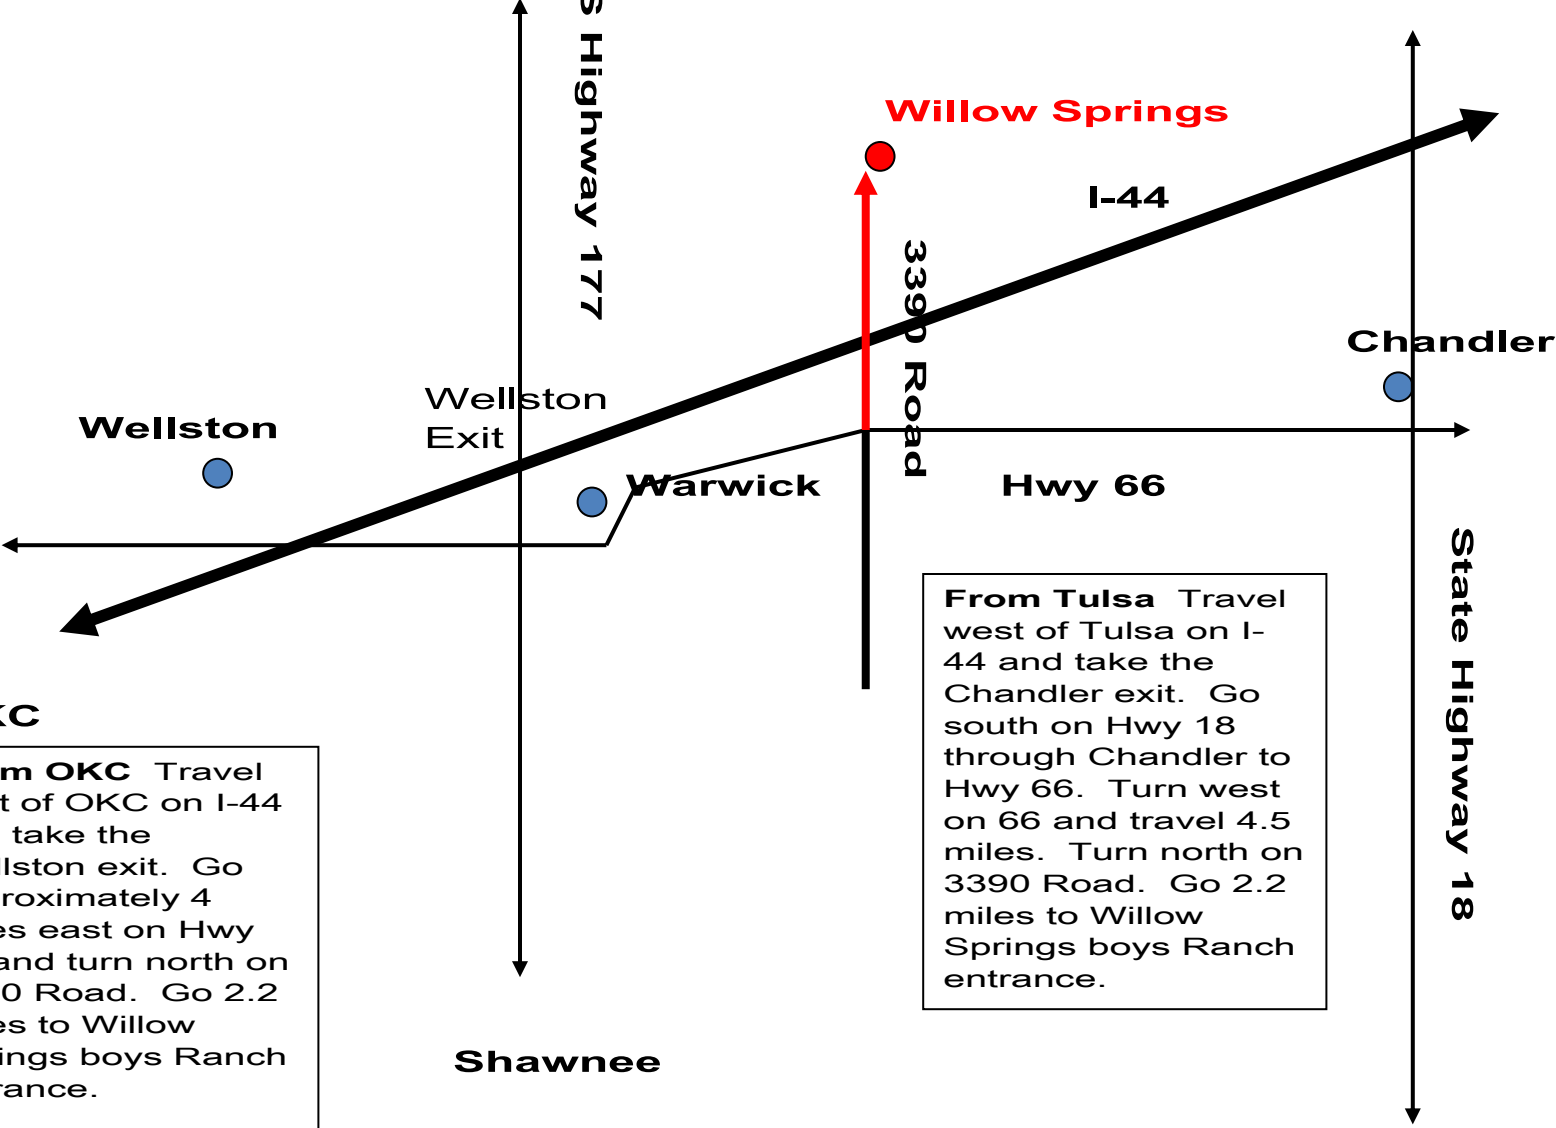 S Highway 177
Willow Springs
I-44
3390 Road
Chandler
Wellston
Exit
Wellston
Warwick
Hwy 66
State Highway 18
From Tulsa Travel
west of Tulsa on I-
44 and take the
Chandler exit. Go
south on Hwy 18
through Chandler to
Hwy 66. Turn west
on 66 and travel 4.5
miles. Turn north on
3390 Road. Go 2.2
miles to Willow
Springs boys Ranch
entrance.
KC
m OKC Travel
t of OKC on I-44
take the
llston exit. Go
roximately 4
es east on Hwy
and turn north on
0 Road. Go 2.2
es to Willow
ings boys Ranch
rance.
Shawnee